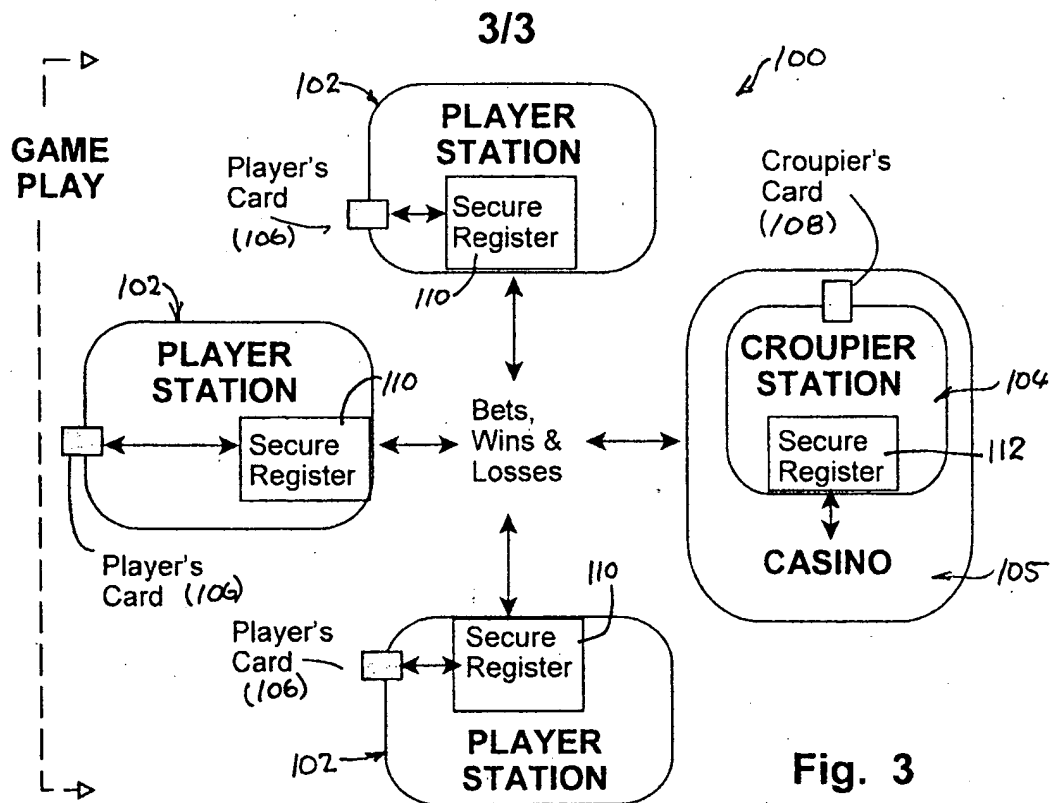 3/3
100
GAME
PLAY
102
PLAYER
STATION
Player's
Card
(106)
Secure
Register
110
Croupier's
Card
(108)
102
PLAYER
STATION
110
Secure
Register
Player's
Card (106)
Bets,
Wins &
Losses
CROUPIER
STATION
104
Secure
Register
112
CASINO
105
Player's
Card
(106)
Secure
Register
110
102
PLAYER
STATION
Fig. 3